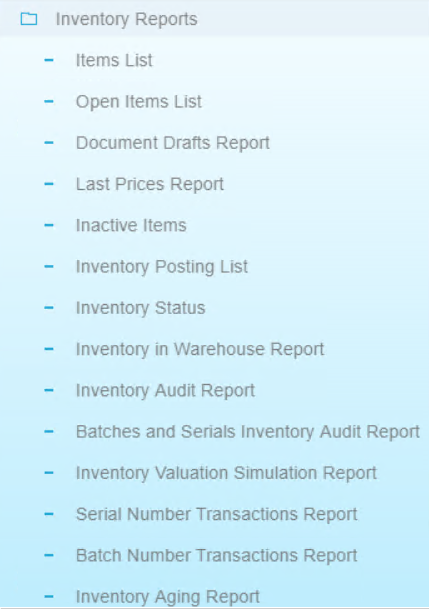 Inventory Reports
Items List
Open Items List
Document Drafts Report
Last Prices Report
Inactive Items
Inventory Posting List
Inventory Status
Inventory in Warehouse Report
Inventory Audit Report
Batches and Serials Inventory Audit Report
Inventory Valuation Simulation Report
Serial Number Transactions Report
Batch Number Transactions Report
Inventory Aging Report